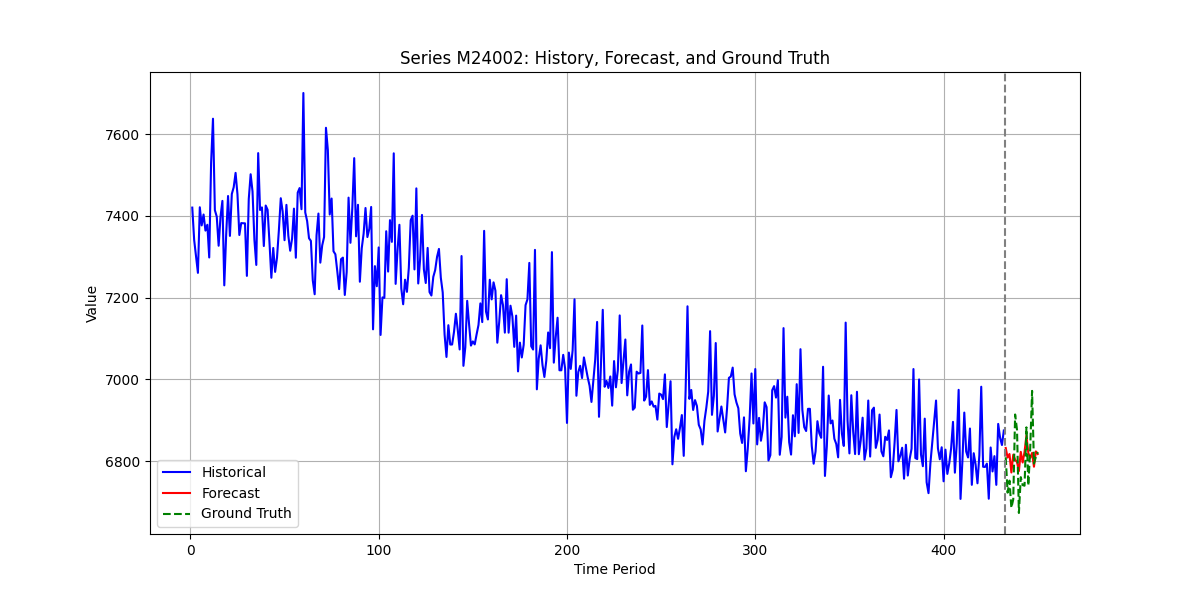 Series M24002: History, Forecast, and Ground Truth
Value
7600
7400
7200
7000
6800
Historical
Forecast
Ground Truth
0 100 200 300 400
Time Period